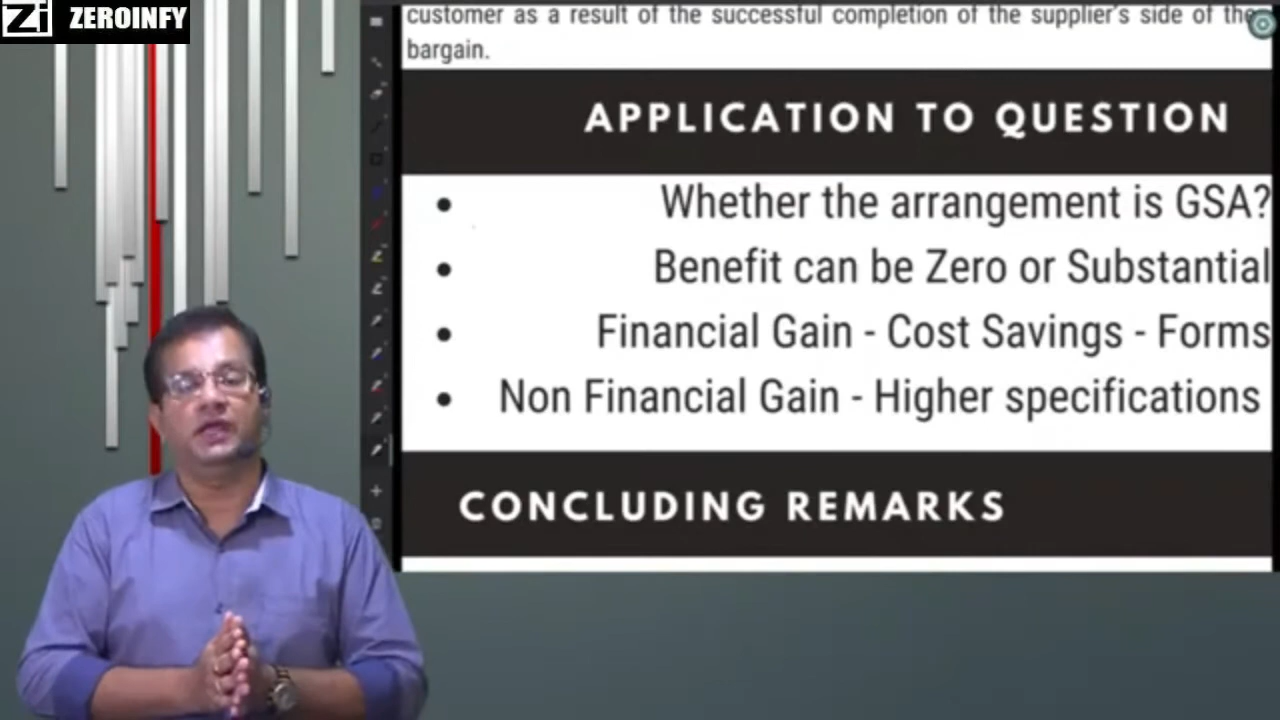 Zi ZEROINFY
customer as a result of the successful completion of the supplier's side of the
bargain.
APPLICATION TO QUESTION
• Whether the arrangement is GSA?
• Benefit can be Zero or Substantial
• Financial Gain - Cost Savings - Forms
• Non Financial Gain - Higher specifications
CONCLUDING REMARKS